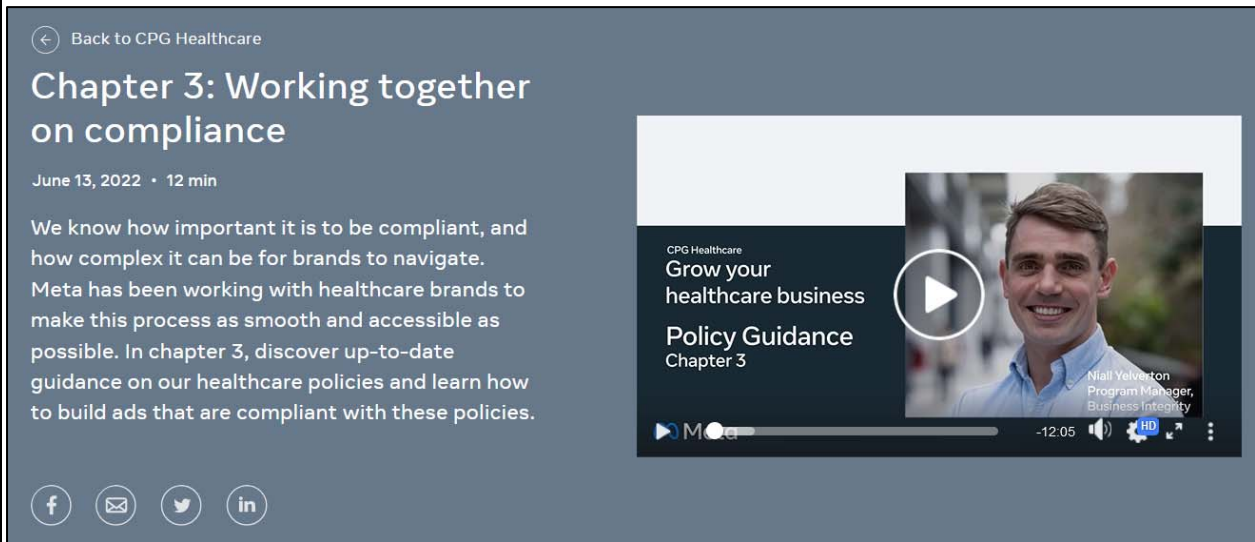 Back to CPG Healthcare
Chapter 3: Working together
on compliance
June 13, 2022 • 12 min
We know how important it is to be compliant, and
how complex it can be for brands to navigate.
Meta has been working with healthcare brands to
make this process as smooth and accessible as
possible. In chapter 3, discover up-to-date
guidance on our healthcare policies and learn how
to build ads that are compliant with these policies.
f
in
CPG Healthcare
Grow your
healthcare business
Policy Guidance
Chapter 3
Niall Yelverton
Program Manager,
Business Integrity
Meta
-12:05
HD